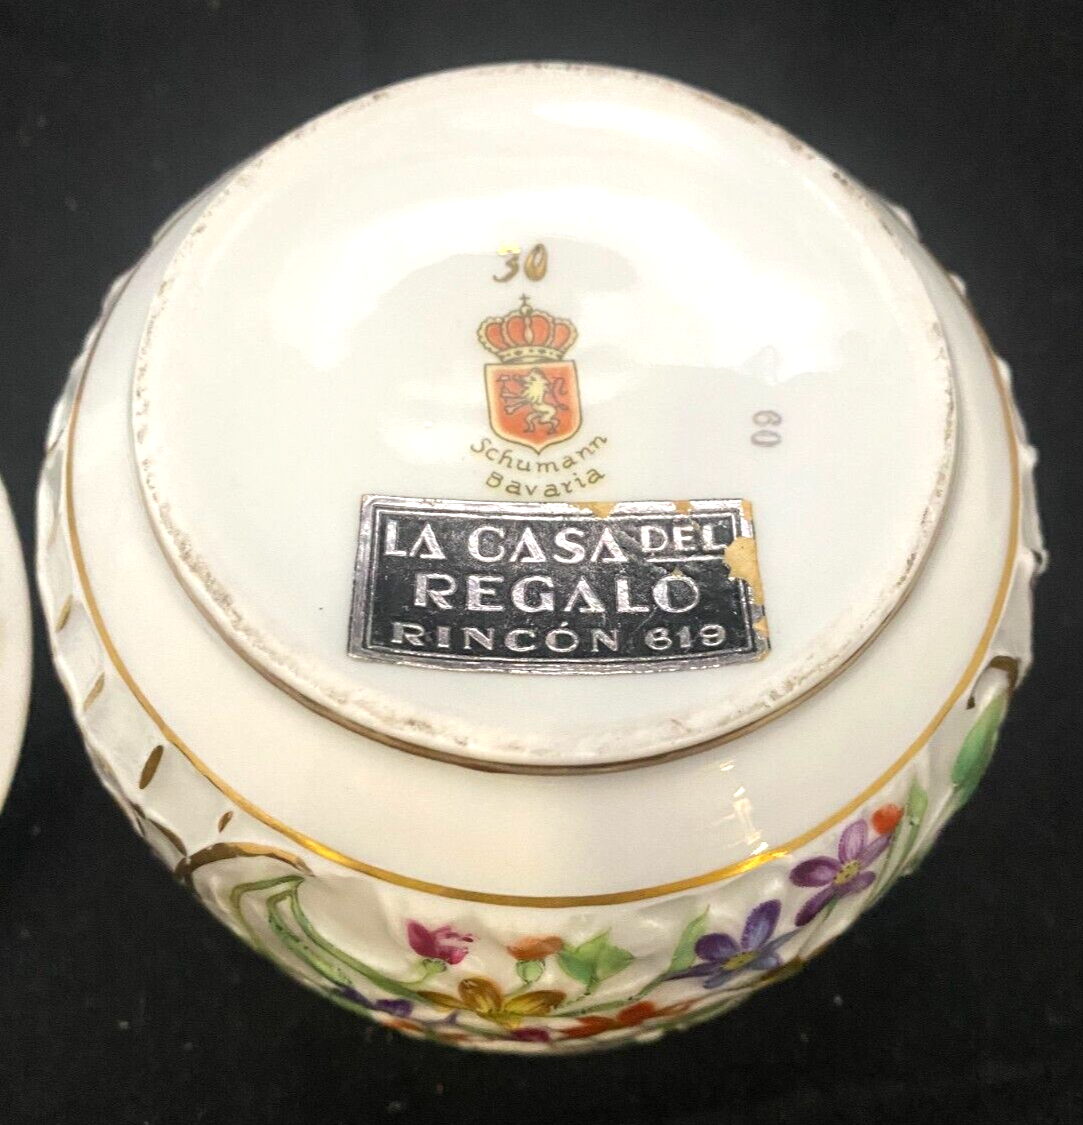 30
Schumann
Bavaria
60
LA CASA DEL
REGALO
RINCÓN 619